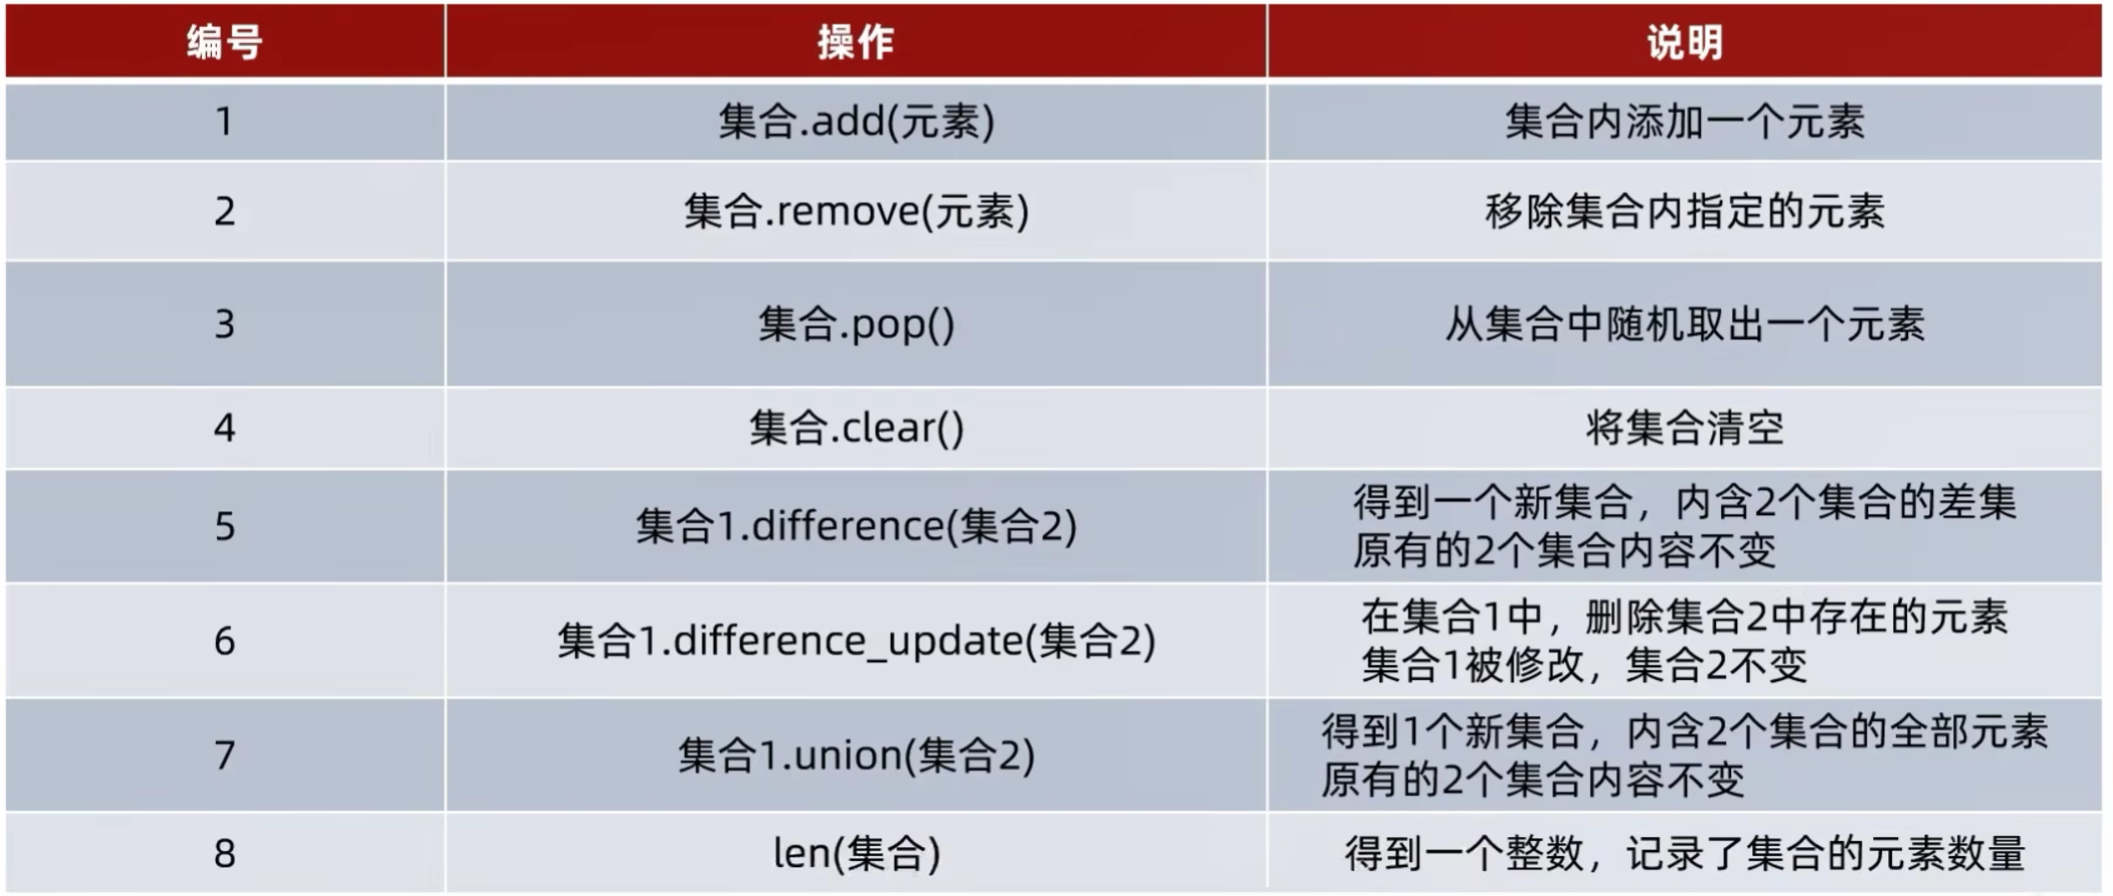 编号 操作 说明
1 集合.add(元素) 集合内添加一个元素
2 集合.remove(元素) 移除集合内指定的元素
3 集合.pop() 从集合中随机取出一个元素
4 集合.clear() 将集合清空
5 集合1.difference(集合2) 得到一个新集合，内含2个集合的差集
原有的2个集合内容不变
6 集合1.difference_update(集合2) 在集合1中，删除集合2中存在的元素
集合1被修改，集合2不变
7 集合1.union(集合2) 得到1个新集合，内含2个集合的全部元素
原有的2个集合内容不变
8 len(集合) 得到一个整数，记录了集合的元素数量